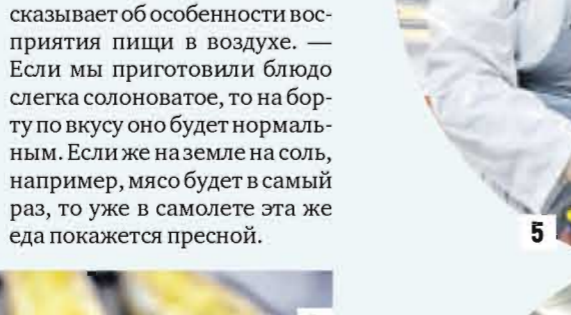 сказывает об особенности вос-
приятия пищи в воздухе. —
Если мы приготовили блюдо
слегка солоноватое, то на бор-
ту по вкусу оно будет нормаль-
ным. Если же на земле на соль,
например, мясо будет в самый
раз, то уже в самолете эта же
еда покажется пресной.
5